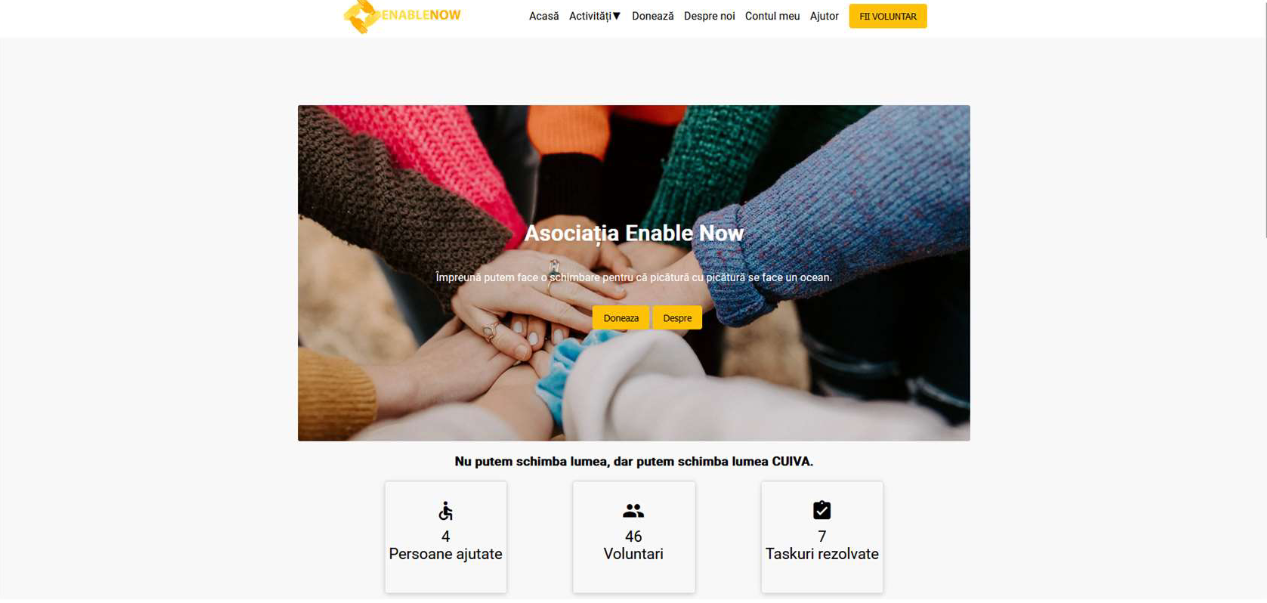 ENABLENOW
Acasă Activități▼ Donează Despre noi Contul meu Ajutor FII VOLUNTAR
Asociația Enable Now
Împreună putem face o schimbare pentru că picătură cu picătură se face un ocean.
Doneaza Despre
Nu putem schimba lumea, dar putem schimba lumea CUIVA.
4 46 7
Persoane ajutate Voluntari Taskuri rezolvate